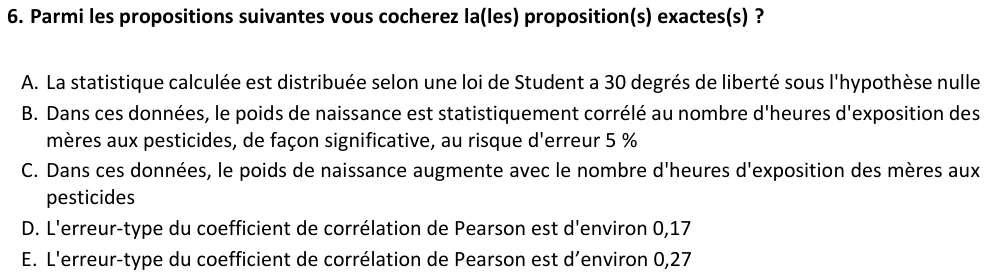 6. Parmi les propositions suivantes vous cocherez la(les) proposition(s) exactes(s) ?
A. La statistique calculée est distribuée selon une loi de Student a 30 degrés de liberté sous l'hypothèse nulle
B. Dans ces données, le poids de naissance est statistiquement corrélé au nombre d'heures d'exposition des
mères aux pesticides, de façon significative, au risque d'erreur 5 %
C. Dans ces données, le poids de naissance augmente avec le nombre d'heures d'exposition des mères aux
pesticides
D. L'erreur-type du coefficient de corrélation de Pearson est d'environ 0,17
E. L'erreur-type du coefficient de corrélation de Pearson est d’environ 0,27